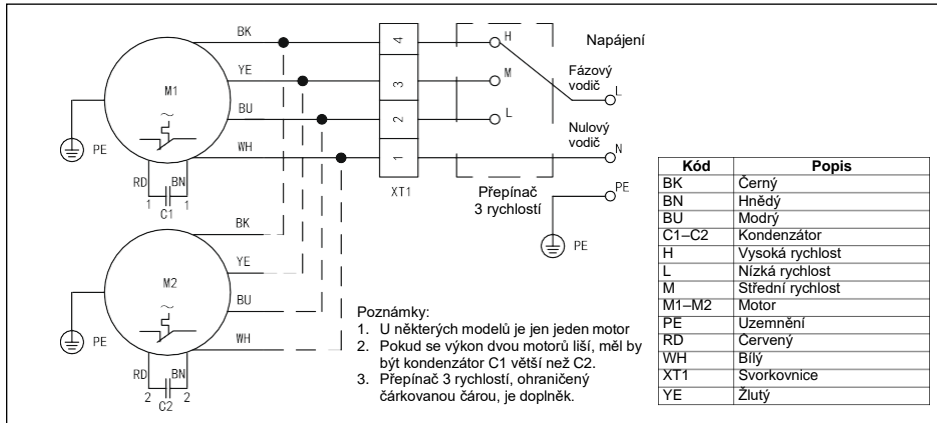 BK
YE
M1
BU
WH
PE
RD
BN
1
1
C1
4
3
2
1
XT1
H
M
L
Přepínač
3 rychlostí
Napájení
Fázový
vodič
L
Nulový
vodič
N
PE
PE
BK
YE
M2
BU
WH
PE
RD
BN
2
2
C2
Poznámky:
1. U některých modelů je jen jeden motor
2. Pokud se výkon dvou motorů liší, měl by
být kondenzátor C1 větší než C2.
3. Přepínač 3 rychlostí, ohraničený
čárkovanou čárou, je doplněk.
Kód Popis
BK Černý
BN Hnědý
BU Modrý
C1–C2 Kondenzátor
H Vysoká rychlost
L Nízká rychlost
M Střední rychlost
M1–M2 Motor
PE Uzemnění
RD Červený
WH Bílý
XT1 Svorkovnice
YE Žlutý